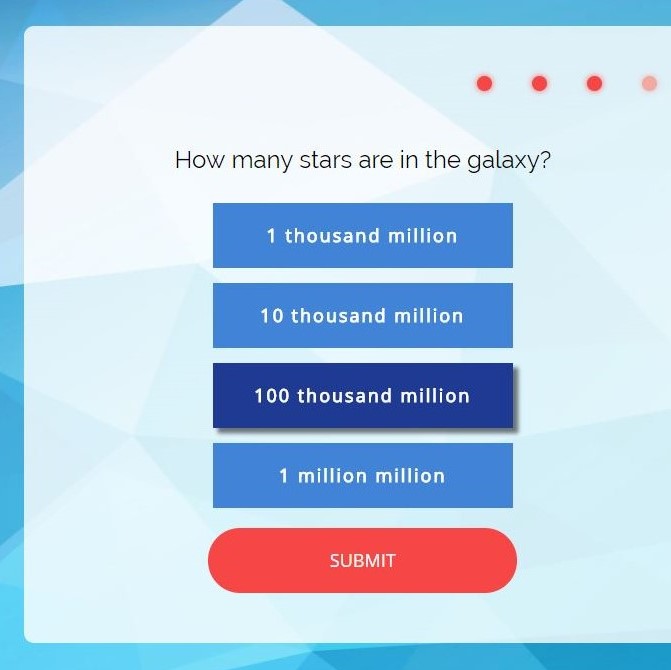 How many stars are in the galaxy?
1 thousand million
10 thousand million
100 thousand million
1 million million
SUBMIT